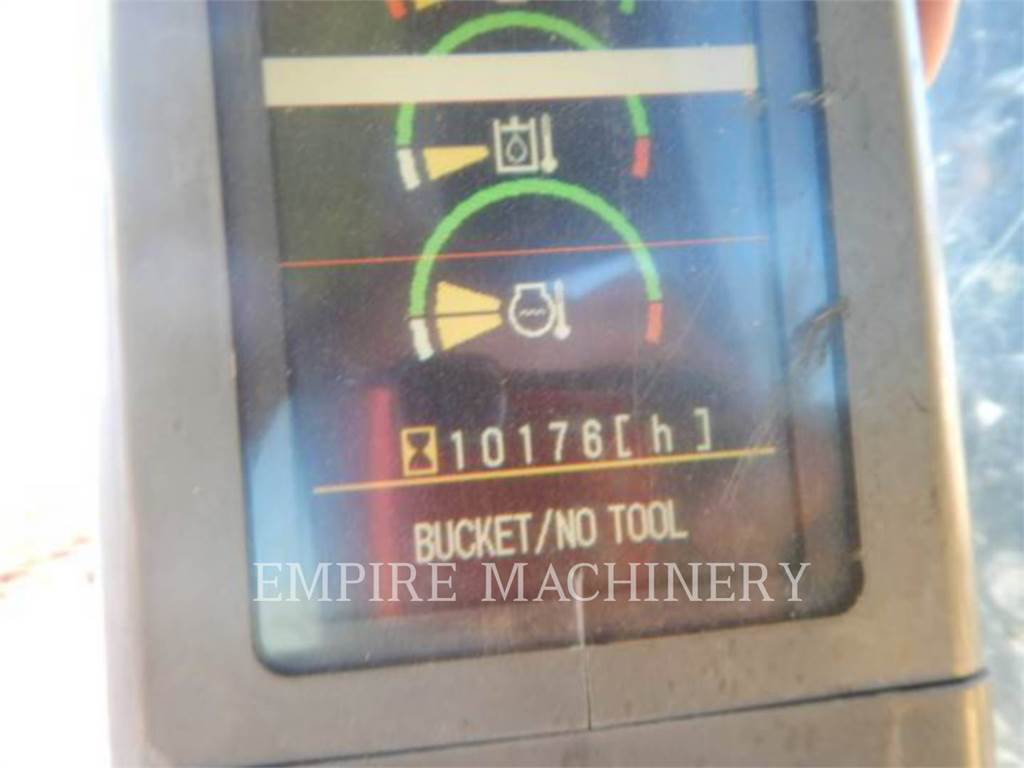 10176[ h ]
BUCKET/NO TOOL
EMPIRE MACHINERY